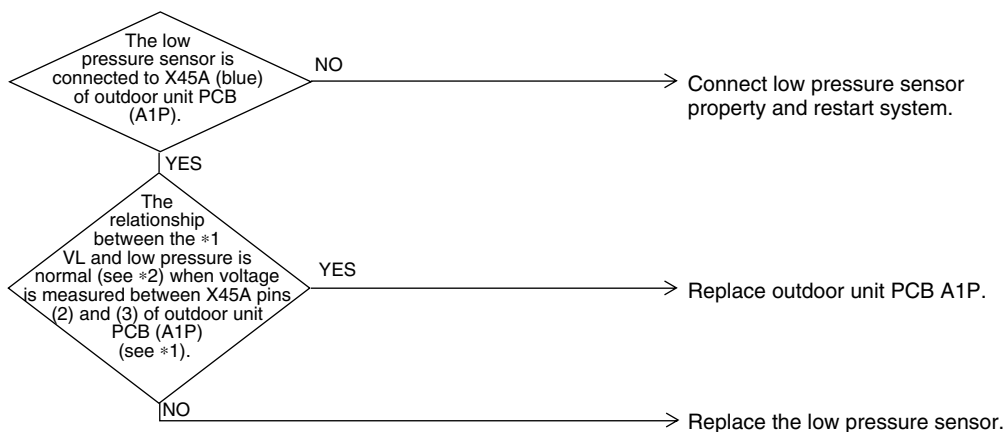 The low
pressure sensor is
connected to X45A (blue)
of outdoor unit PCB
(A1P).
NO
Connect low pressure sensor
property and restart system.
YES
The
relationship
between the *1
VL and low pressure is
normal (see *2) when voltage
is measured between X45A pins
(2) and (3) of outdoor unit
PCB (A1P)
(see *1).
YES
Replace outdoor unit PCB A1P.
NO
Replace the low pressure sensor.